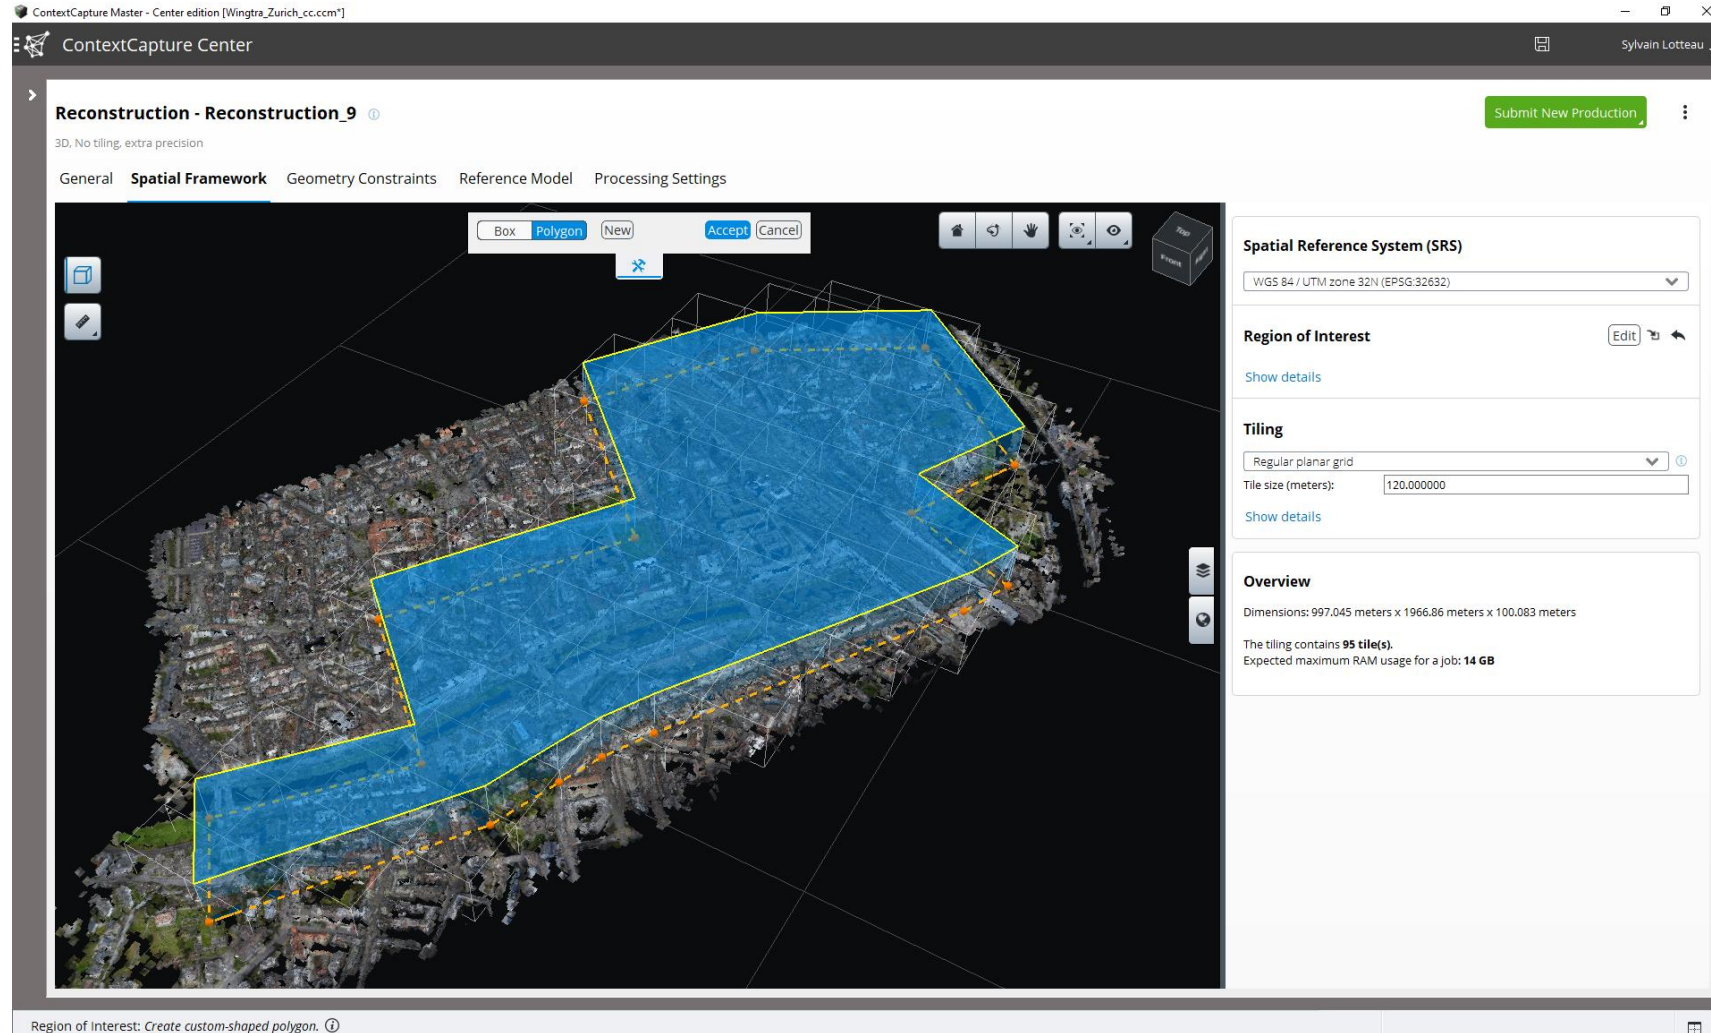 ContextCapture Master - Center edition [Wingtra_Zurich_cc.ccm*]
ContextCapture Center
Sylvain Lotteau
Reconstruction - Reconstruction_9
Submit New Production
3D, No tiling, extra precision
General Spatial Framework Geometry Constraints Reference Model Processing Settings
Box Polygon New Accept Cancel
Top
Front
Spatial Reference System (SRS)
WGS 84 / UTM zone 32N (EPSG:32632)
Region of Interest Edit
Show details
Tiling
Regular planar grid
Tile size (meters): 120.000000
Show details
Overview
Dimensions: 997.045 meters x 1966.86 meters x 100.083 meters
The tiling contains 95 tile(s).
Expected maximum RAM usage for a job: 14 GB
Region of Interest: Create custom-shaped polygon.